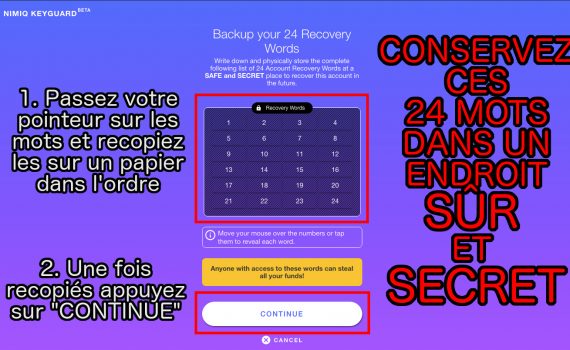 NIMIQ KEYGUARD BETA
Backup your 24 Recovery
Words
Write down and physically store the complete
following list of 24 Account Recovery Words at a
SAFE and SECRET place to recover this account in
the future.
1. Passez votre
pointeur sur les
mots et recopiez
les sur un papier
dans l'ordre
Recovery Words
1 2 3 4
5 6 7 8
9 10 11 12
13 14 15 16
17 18 19 20
21 22 23 24
Move your mouse over the numbers or tap
them to reveal each word.
Anyone with access to these words can steal
all your funds!
2. Une fois
recopiés appuyez
sur "CONTINUE"
CONTINUE
CANCEL
CONSERVEZ
CES
24 MOTS
DANS UN
ENDROIT
SÛR
ET
SECRET